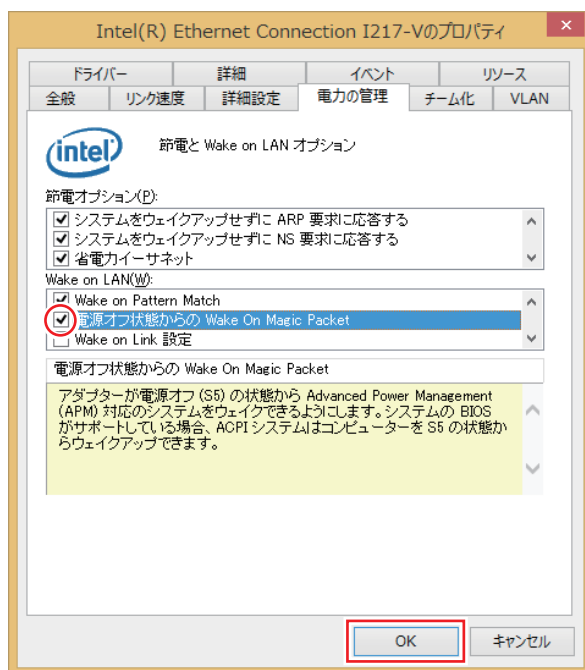 Intel(R) Ethernet Connection I217-Vのプロパティ
ドライバー 詳細 イベント リソース
全般 リンク速度 詳細設定 電力の管理 チーム化 VLAN
intel 節電と Wake on LAN オプション
節電オプション(P):
システムをウェイクアップせずに ARP 要求に応答する
システムをウェイクアップせずに NS 要求に応答する
省電力イーサネット
Wake on LAN(W):
Wake on Pattern Match
電源オフ状態からの Wake On Magic Packet
Wake on Link 設定
電源オフ状態からの Wake On Magic Packet
アダプターが電源オフ (S5) の状態から Advanced Power Management
(APM) 対応のシステムをウェイクできるようにします。システムの BIOS
がサポートしている場合、ACPI システムはコンピューターを S5 の状態か
らウェイクアップできます。
OK キャンセル